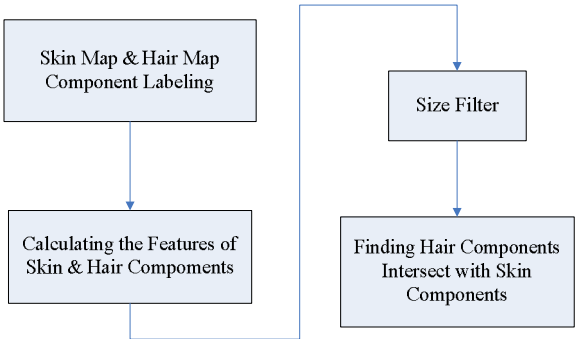 Skin Map & Hair Map
Component Labeling
Calculating the Features of
Skin & Hair Compoments
Size Filter
Finding Hair Components
Intersect with Skin
Components